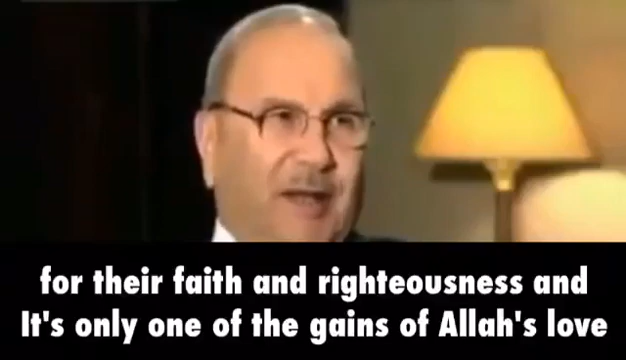 for their faith and righteousness and
It's only one of the gains of Allah's love